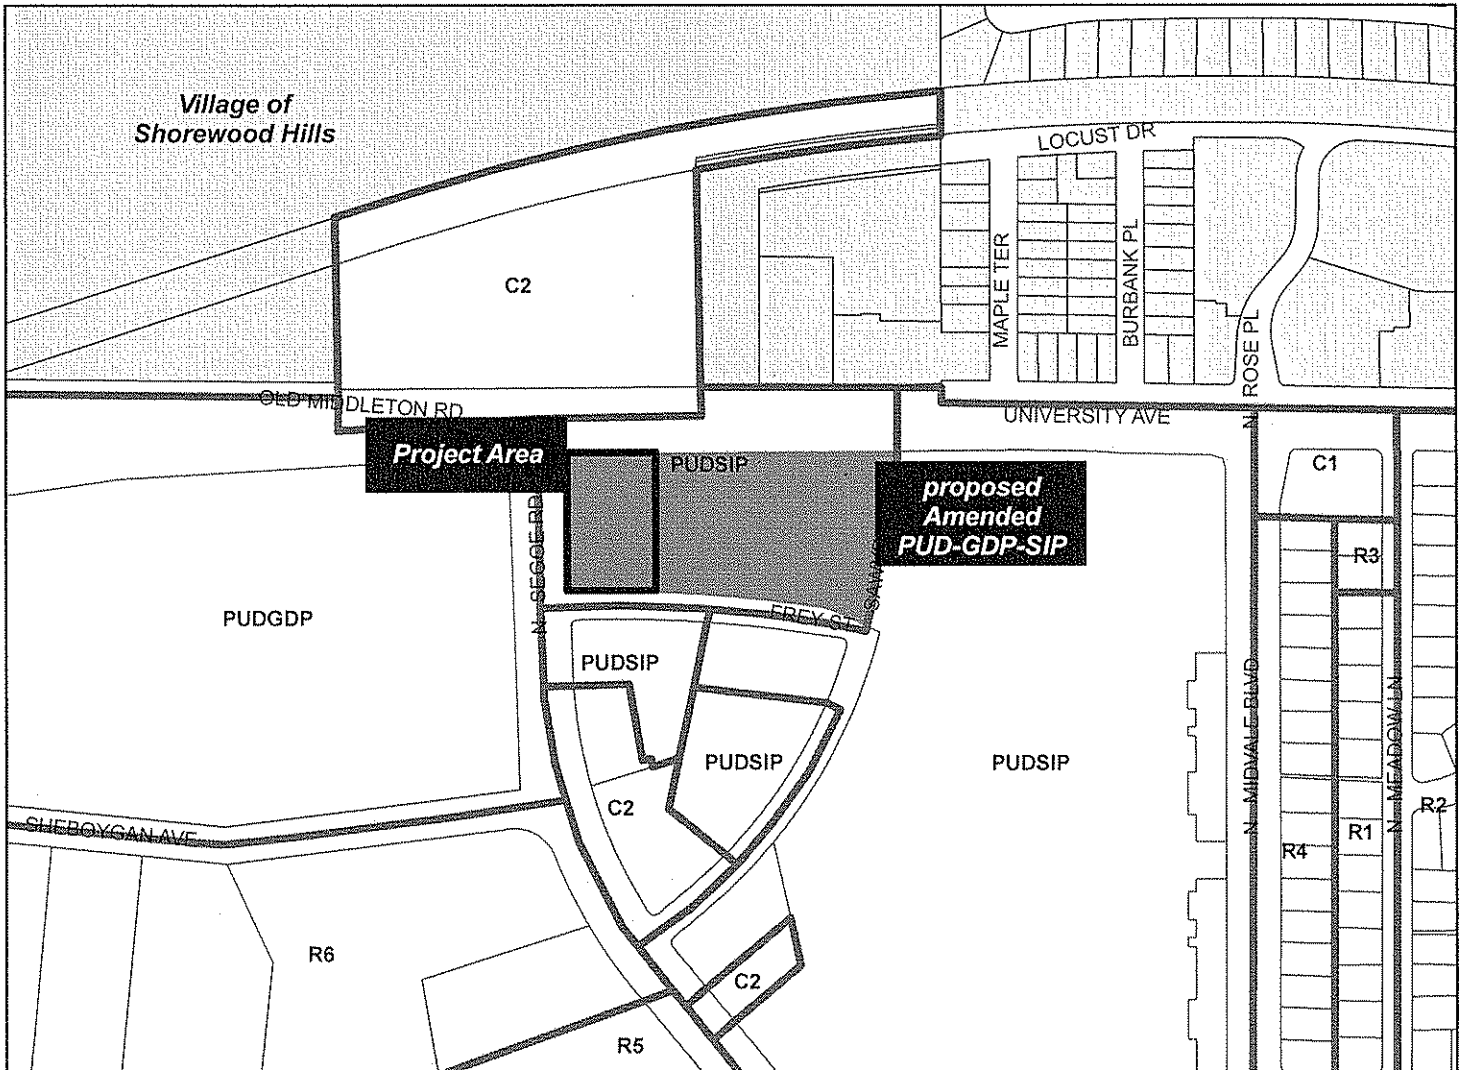 Village of
Shorewood Hills
LOCUST DR
MAPLE TER
BURBANK PL
N ROSE PL
C2
OLD MIDDLETON RD
UNIVERSITY AVE
Project Area
PUDSIP
proposed
Amended
PUD-GDP-SIP
C1
R3
N SEGOE RD
FREY ST
PUDGDP
PUDSIP
PUDSIP
PUDSIP
C2
N MIDVALE BLVD
N MEADOW LN
R2
R1
R4
SHEBOYGAN AVE
R6
C2
R5